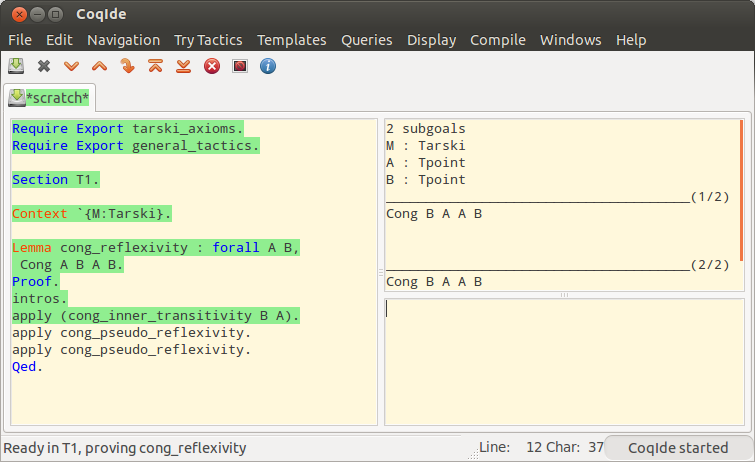 CoqIde
File Edit Navigation Try Tactics Templates Queries Display Compile Windows Help
*scratch*
Require Export tarski_axioms.
Require Export general_tactics.
Section T1.
Context `{M:Tarski}.
Lemma cong_reflexivity : forall A B,
Cong A B A B.
Proof.
intros.
apply (cong_inner_transitivity B A).
apply cong_pseudo_reflexivity.
apply cong_pseudo_reflexivity.
Qed.
2 subgoals
M : Tarski
A : Tpoint
B : Tpoint
______________________________________(1/2)
Cong B A A B
______________________________________(2/2)
Cong B A A B
Ready in T1, proving cong_reflexivity
Line: 12 Char: 37
CoqIde started